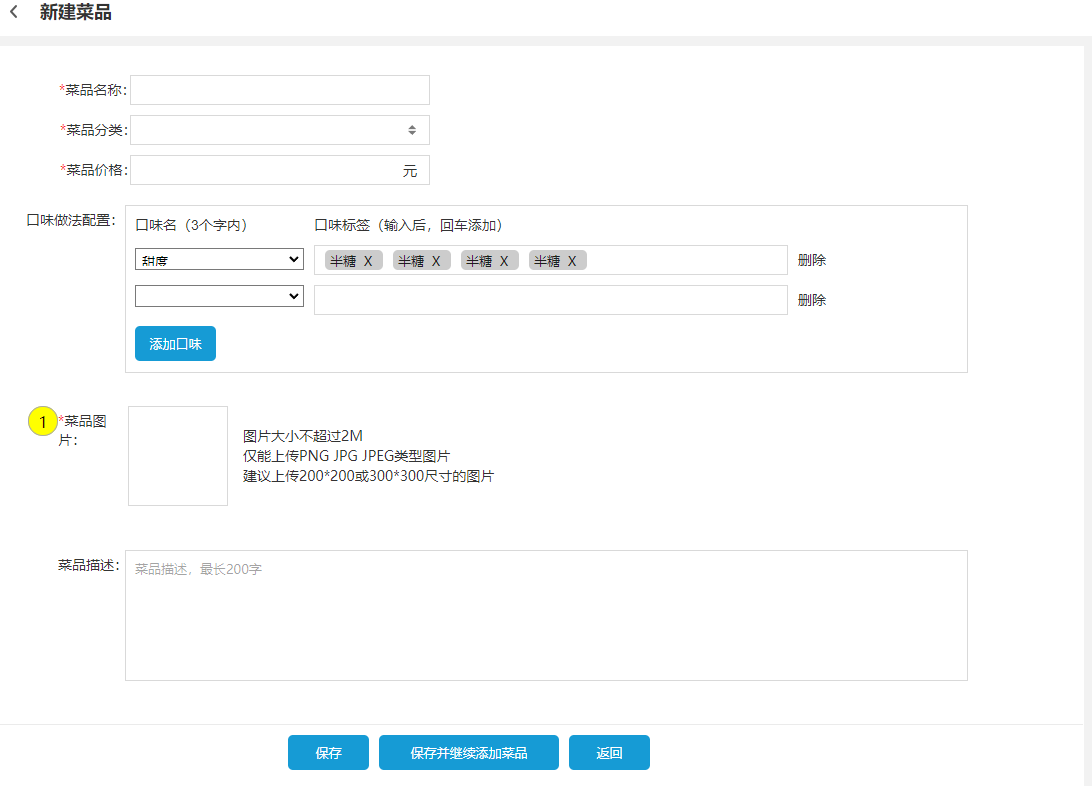 新建菜品
*菜品名称：
*菜品分类：
*菜品价格： 元
口味做法配置：
口味名（3个字内） 口味标签（输入后，回车添加）
甜度 半糖 X 半糖 X 半糖 X 半糖 X 删除
删除
添加口味
1 *菜品图
片：
图片大小不超过2M
仅能上传PNG JPG JPEG类型图片
建议上传200*200或300*300尺寸的图片
菜品描述： 菜品描述，最长200字
保存 保存并继续添加菜品 返回